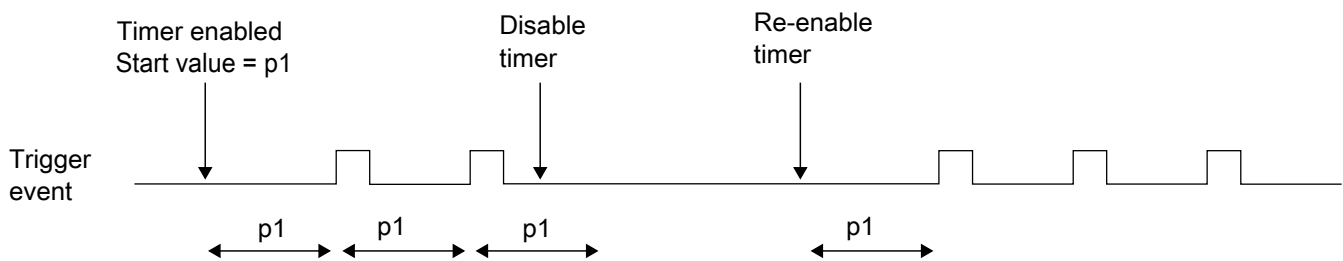 Timer enabled
Start value = p1
Disable
timer
Re-enable
timer
Trigger
event
p1
p1
p1
p1